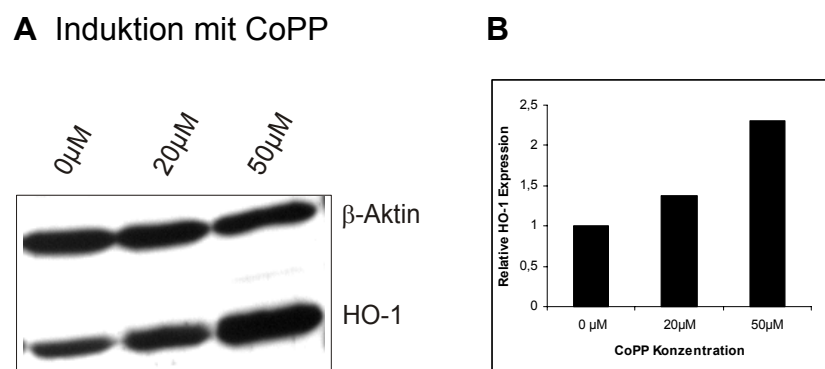 A Induktion mit CoPP
0µM
20µM
50µM
β-Aktin
HO-1
B
2,5
2
1,5
1
0,5
0
Relative HO-1 Expression
0 µM
20µM
50µM
CoPP Konzentration